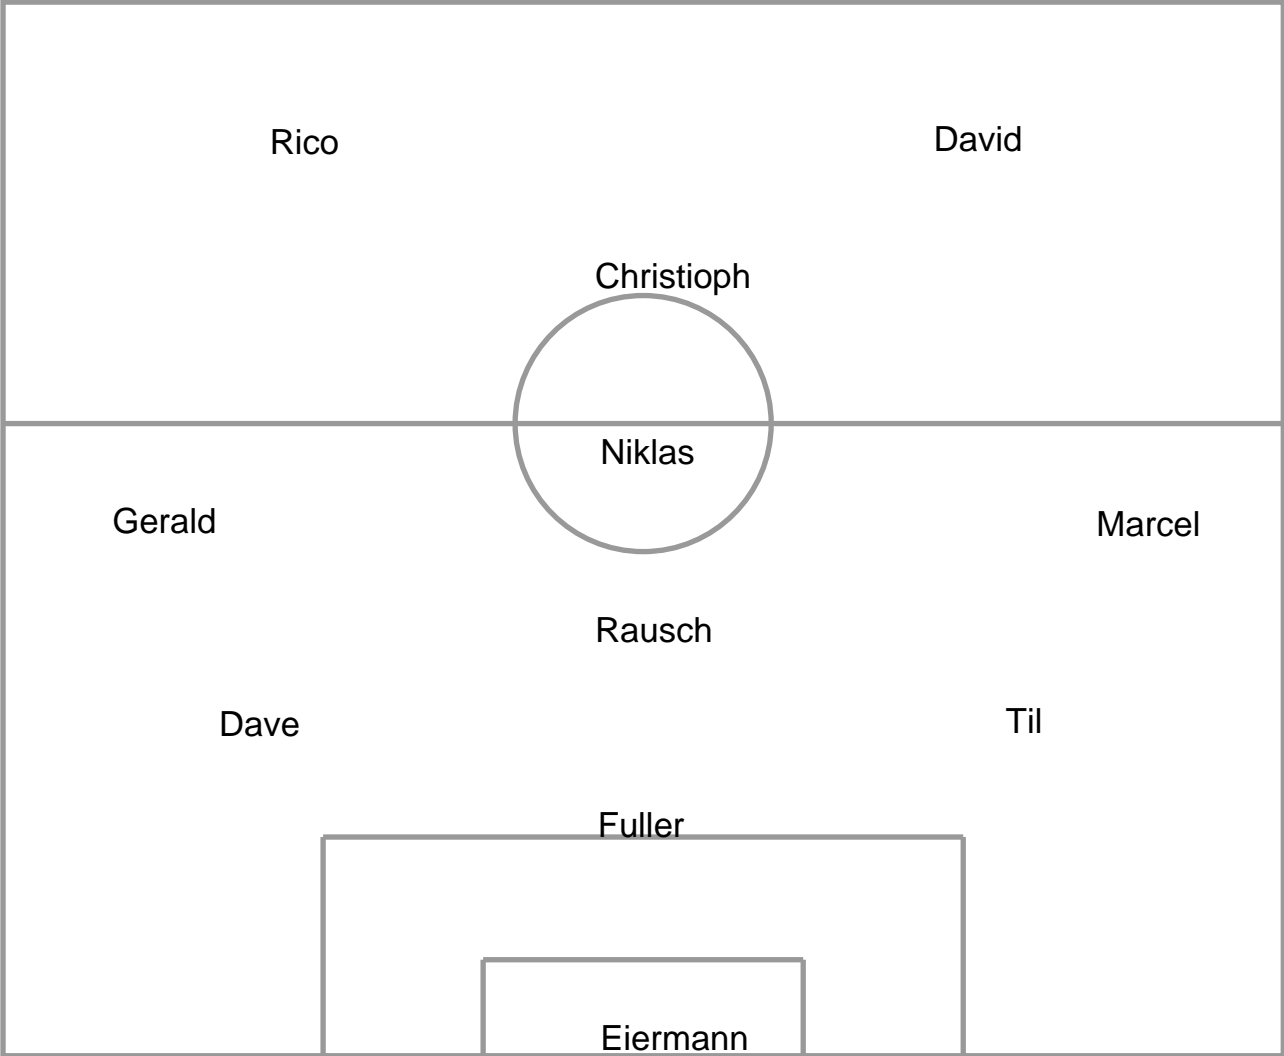 Rico
David
Christioph
Niklas
Gerald
Marcel
Rausch
Dave
Til
Fuller
Eiermann